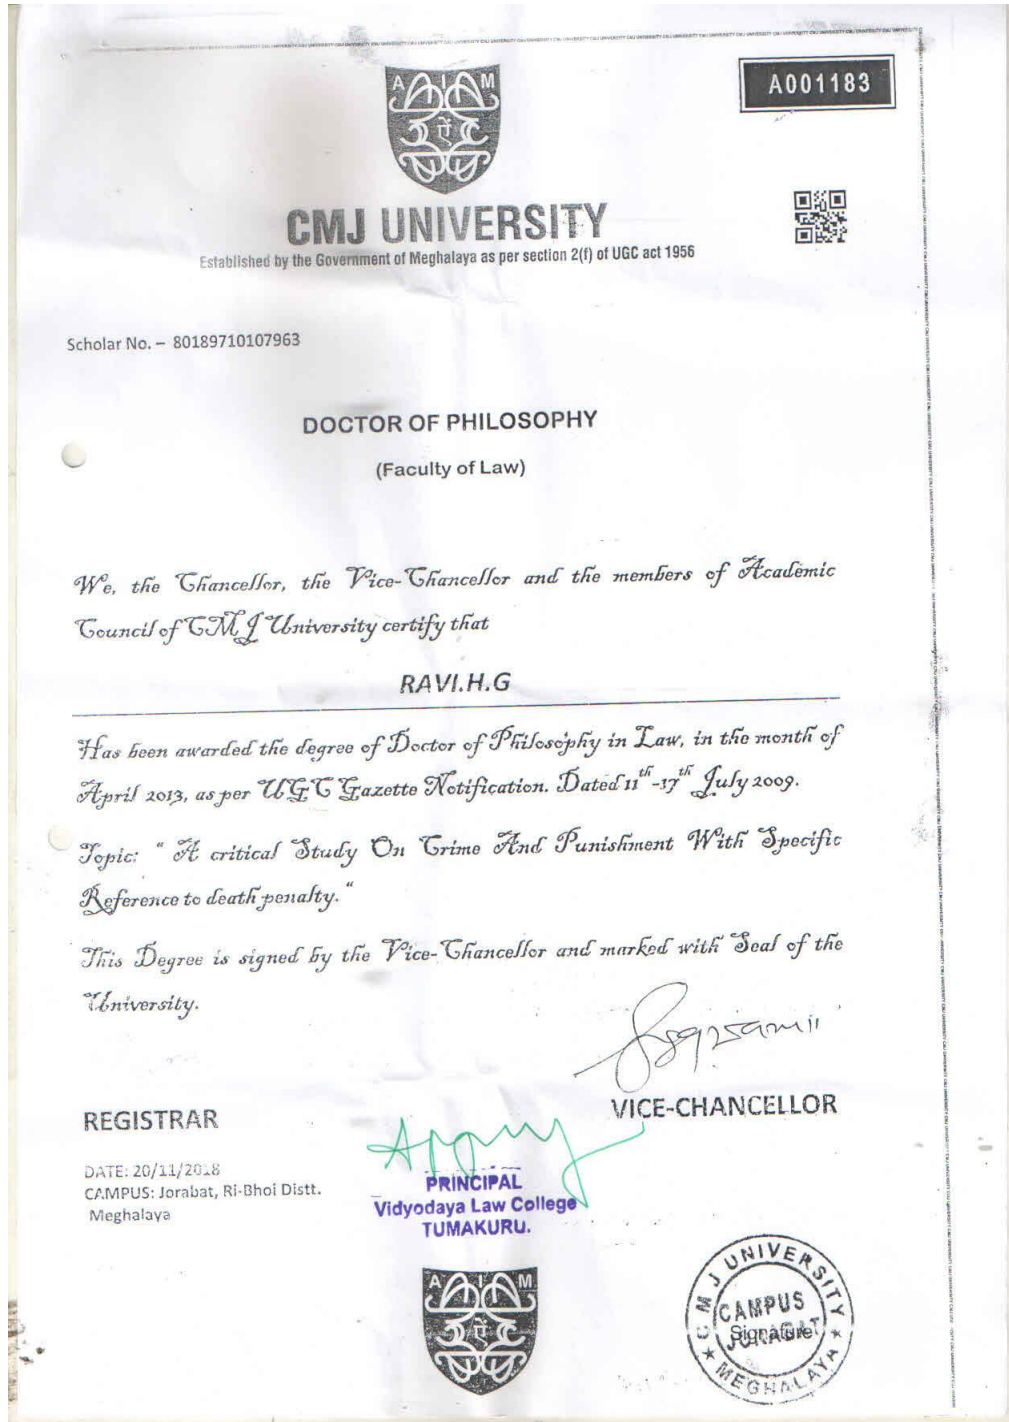 A I M
A001183
CMJ UNIVERSITY
Established by the Government of Meghalaya as per section 2(f) of UGC act 1956
Scholar No. – 80189710107963
DOCTOR OF PHILOSOPHY
(Faculty of Law)
We, the Chancellor, the Vice-Chancellor and the members of Academic
Council of CMJ University certify that
RAVI.H.G
Has been awarded the degree of Doctor of Philosophy in Law, in the month of
April 2013, as per UGC Gazette Notification. Dated 11th -17th July 2009.
Topic: " A critical Study On Crime And Punishment With Specific
Reference to death penalty."
This Degree is signed by the Vice-Chancellor and marked with Seal of the
University.
VICE-CHANCELLOR
REGISTRAR
DATE: 20/11/2018
CAMPUS: Jorabat, Ri-Bhoi Distt.
Meghalaya
PRINCIPAL
Vidyodaya Law College
TUMAKURU.
A I M
C M J UNIVERSITY
CAMPUS
Signature
JORABAT
★ MEGHALAYA ★